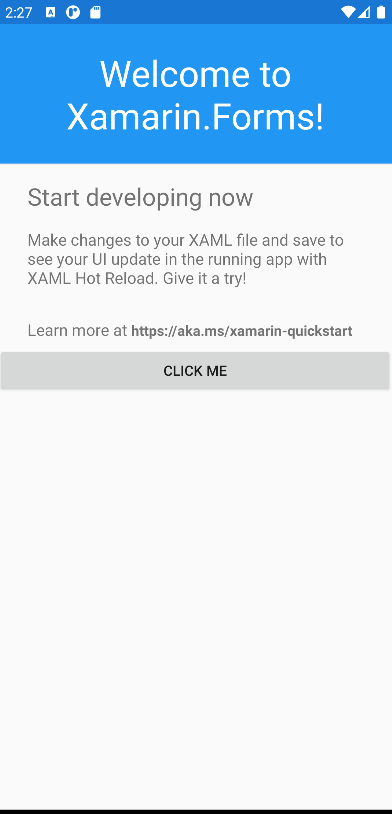 2:27
Welcome to
Xamarin.Forms!
Start developing now
Make changes to your XAML file and save to
see your UI update in the running app with
XAML Hot Reload. Give it a try!
Learn more at https://aka.ms/xamarin-quickstart
CLICK ME